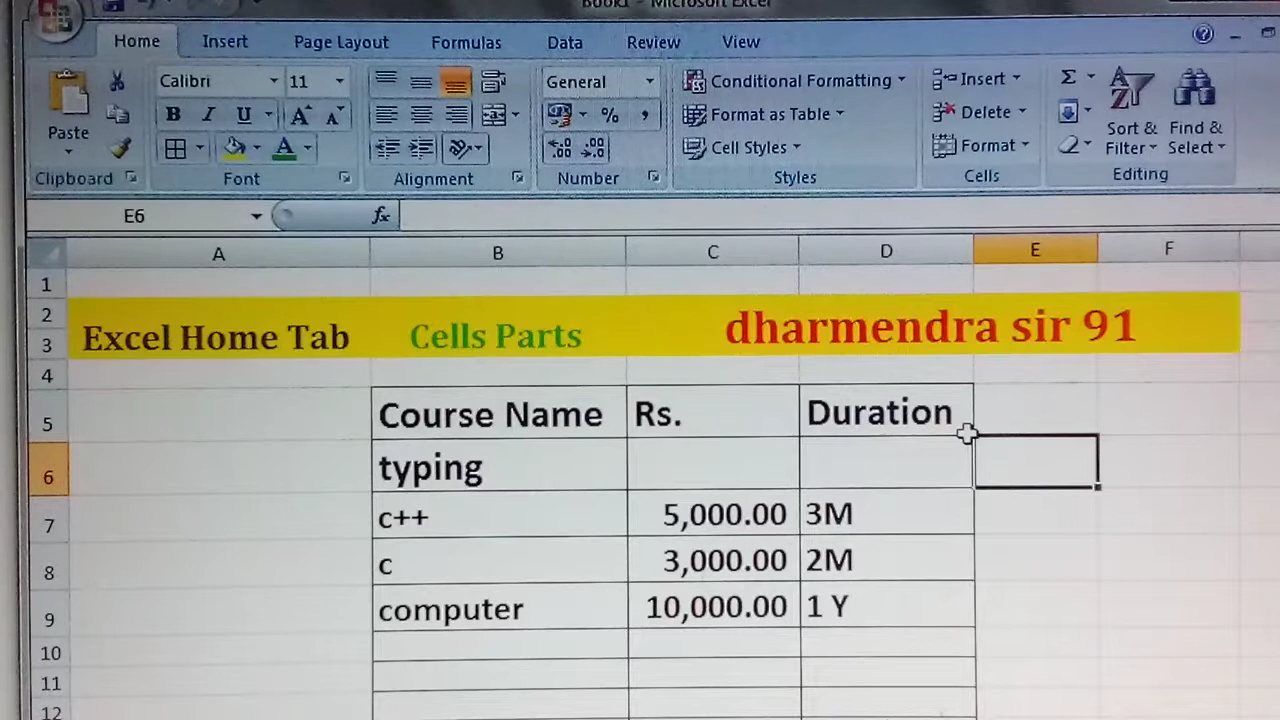 Book1 - Microsoft Excel
Home Insert Page Layout Formulas Data Review View
Calibri 11 General Conditional Formatting Insert Σ
B I U A A % , Format as Table Delete
Paste Sort & Filter Find & Select
A Cell Styles Format
Clipboard Font Alignment Number Styles Cells Editing
E6 fx
A B C D E F
1
2
3 Excel Home Tab Cells Parts dharmendra sir 91
4
5 Course Name Rs. Duration
6 typing
7 c++ 5,000.00 3M
8 c 3,000.00 2M
9 computer 10,000.00 1 Y
10
11
12